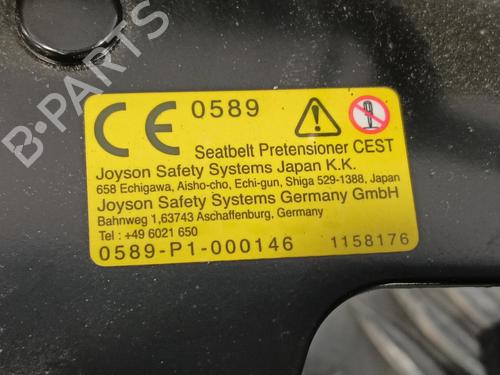 B-Parts
CE 0589
Seatbelt Pretensioner CEST
Joyson Safety Systems Japan K.K.
658 Echigawa, Aisho-cho, Echi-gun, Shiga 529-1388, Japan
Joyson Safety Systems Germany GmbH
Bahnweg 1,63743 Aschaffenburg, Germany
Tel : +49 6021 650
0589-P1-000146 1158176